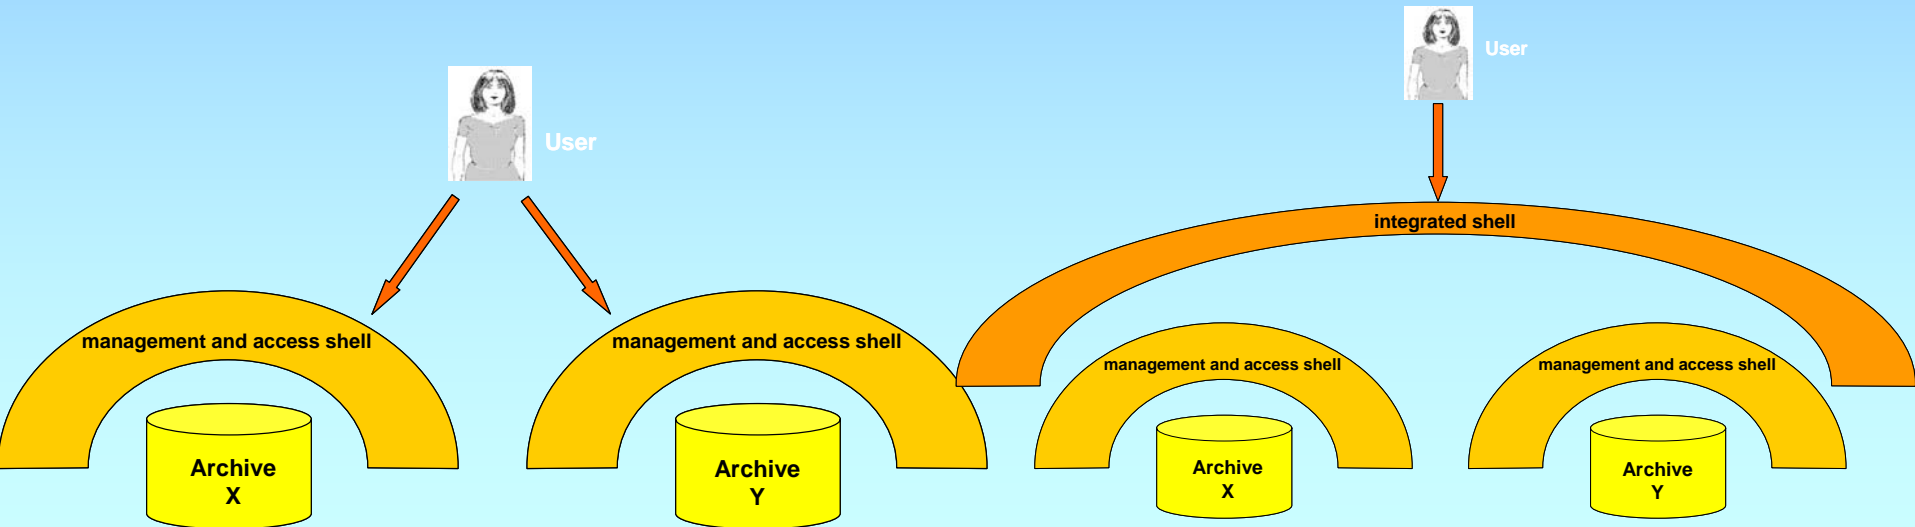 User
management and access shell
management and access shell
Archive
X
Archive
Y
User
integrated shell
management and access shell
management and access shell
Archive
X
Archive
Y